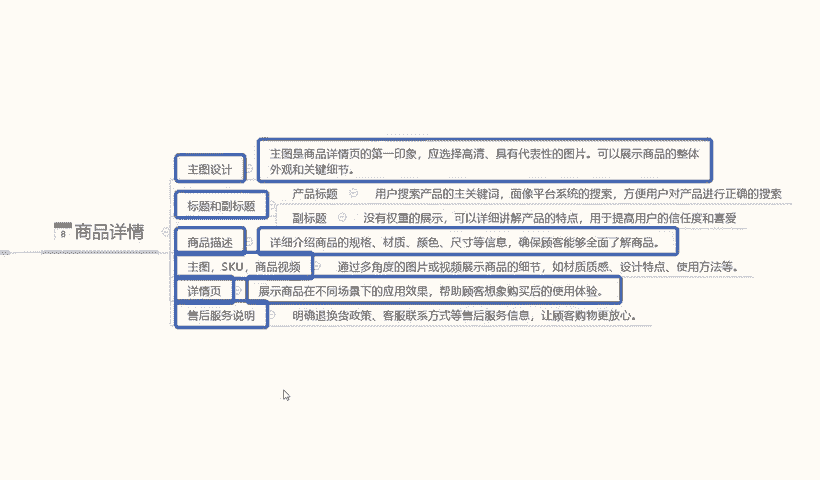 主图设计
主图是商品详情页的第一印象，应选择高清、具有代表性的图片。可以展示商品的整体
外观和关键细节。
标题和副标题
产品标题
用户搜索产品的主关键词，面像平台系统的搜索，方便用户对产品进行正确的搜索
副标题
没有权重的展示，可以详细讲解产品的特点，用于提高用户的信任度和喜爱
8 商品详情
商品描述
详细介绍商品的规格、材质、颜色、尺寸等信息，确保顾客能够全面了解商品。
主图，SKU，商品视频
通过多角度的图片或视频展示商品的细节，如材质质感、设计特点、使用方法等。
详情页
展示商品在不同场景下的应用效果，帮助顾客想象购买后的使用体验。
售后服务说明
明确退换货政策、客服联系方式等售后服务信息，让顾客购物更放心。